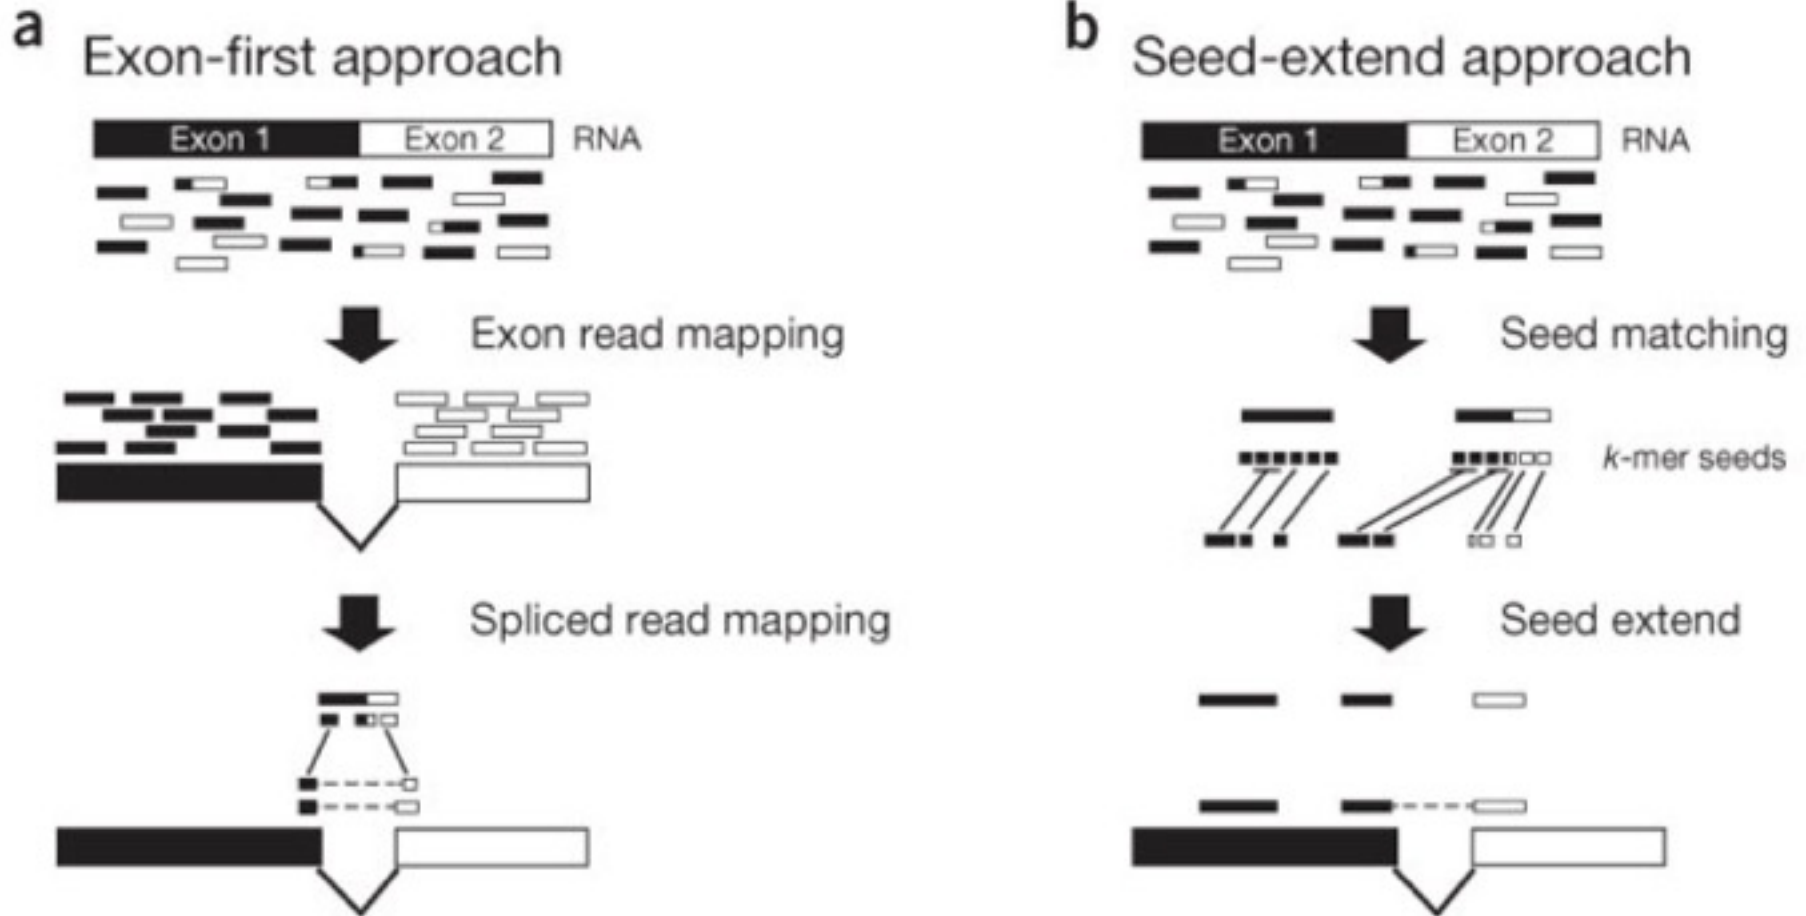 a
Exon-first approach
Exon 1 Exon 2 RNA
Exon read mapping
Spliced read mapping
b
Seed-extend approach
Exon 1 Exon 2 RNA
Seed matching
k-mer seeds
Seed extend